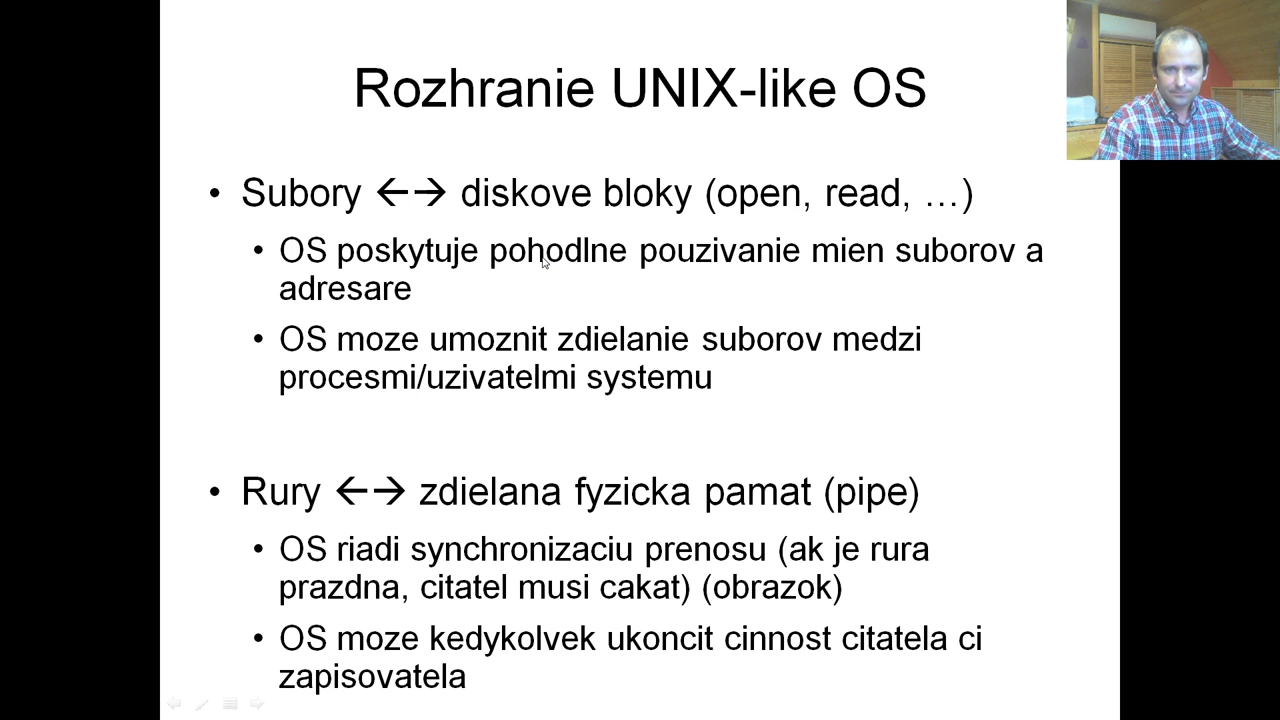 Rozhranie UNIX-like OS
• Subory ←→ diskove bloky (open, read, …)
• OS poskytuje pohodlne pouzivanie mien suborov a
adresare
• OS moze umoznit zdielanie suborov medzi
procesmi/uzivatelmi systemu
• Rury ←→ zdielana fyzicka pamat (pipe)
• OS riadi synchronizaciu prenosu (ak je rura
prazdna, citatel musi cakat) (obrazok)
• OS moze kedykolvek ukoncit cinnost citatela ci
zapisovatela